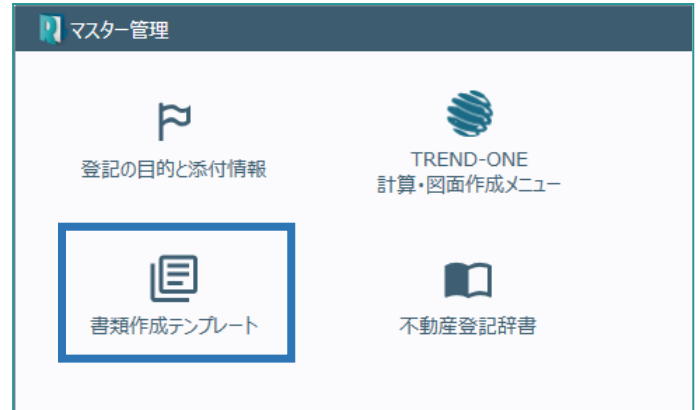 マスター管理
登記の目的と添付情報
TREND-ONE
計算・図面作成メニュー
書類作成テンプレート
不動産登記辞書